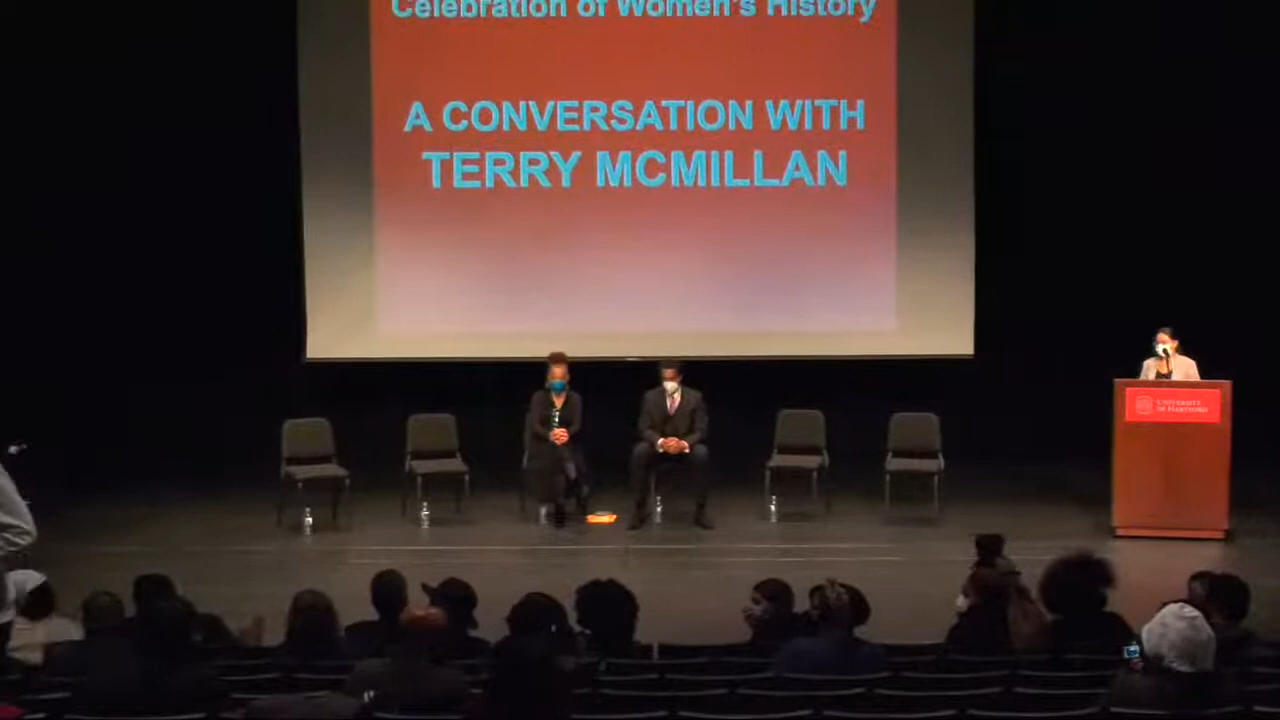 Celebration of Women's History
A CONVERSATION WITH
TERRY MCMILLAN
UNIVERSITY
OF HARTFORD